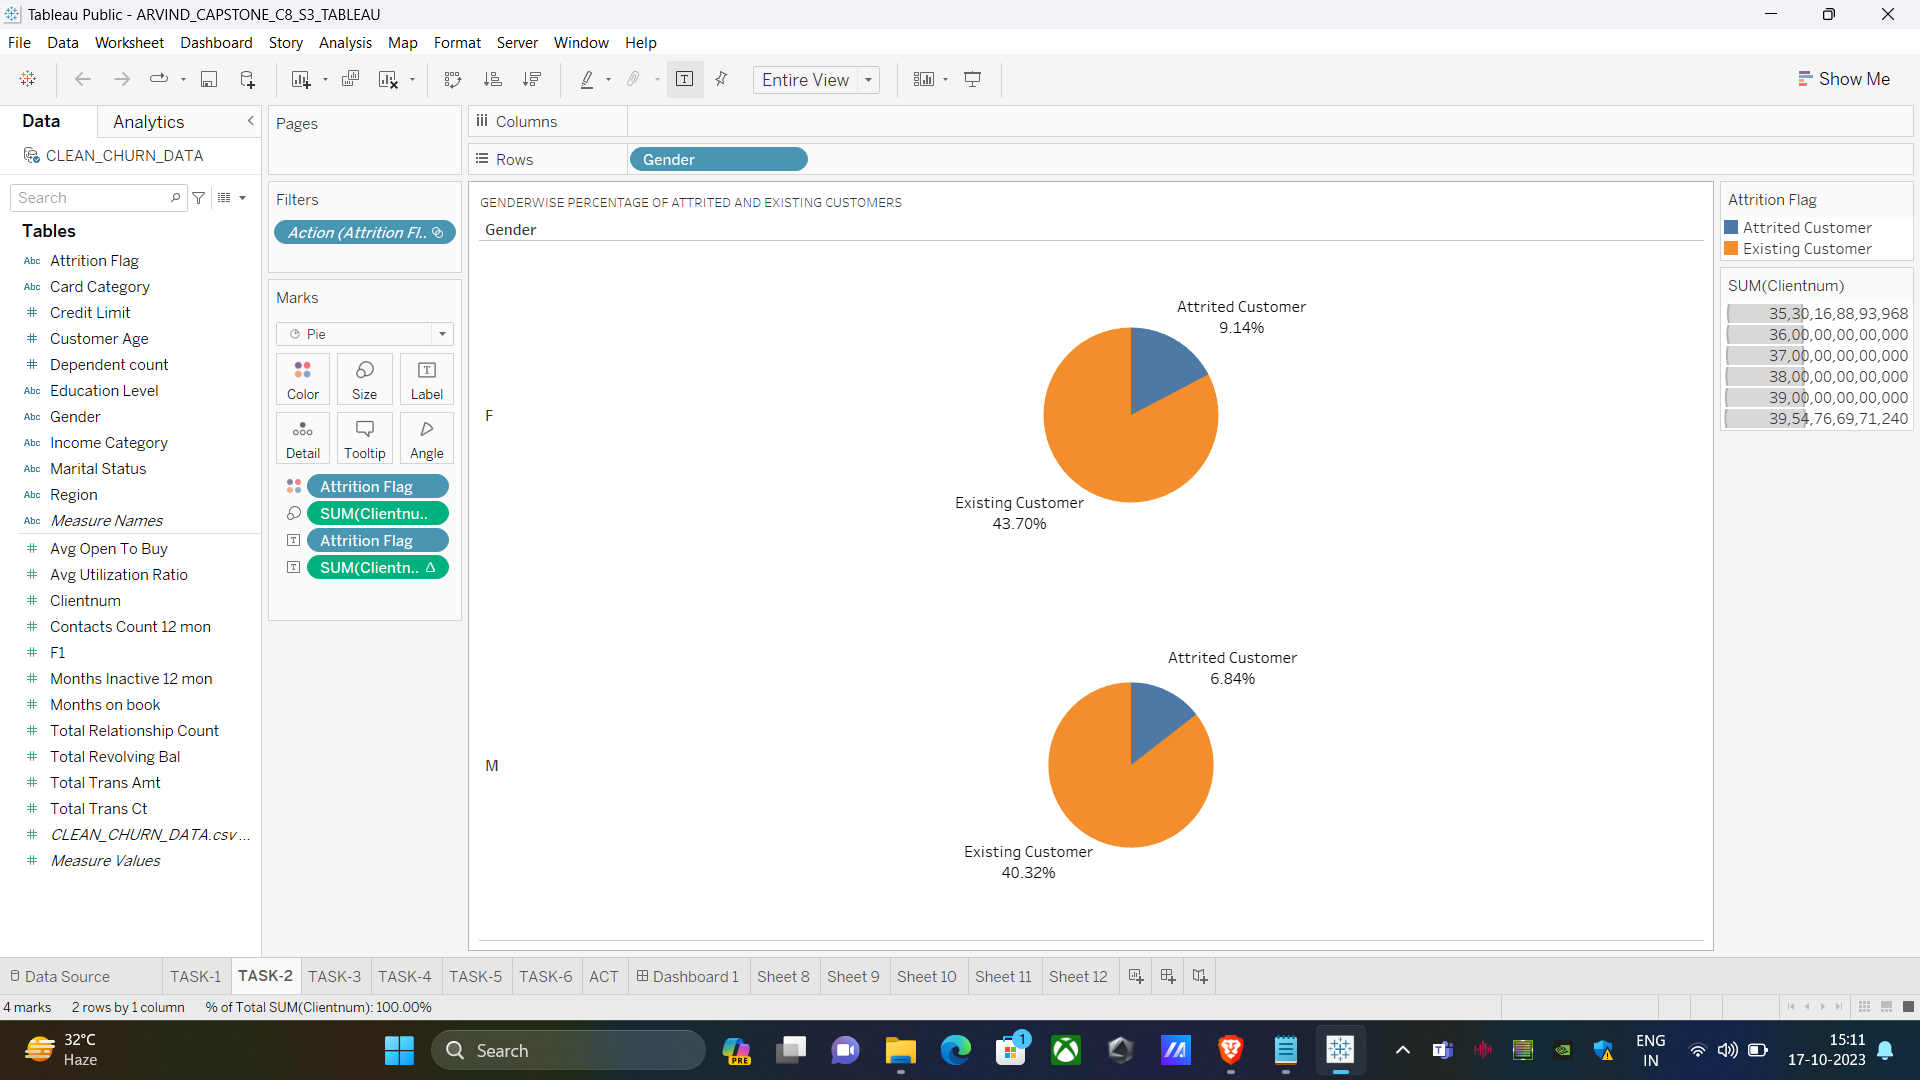 Tableau Public - ARVIND_CAPSTONE_C8_S3_TABLEAU
File Data Worksheet Dashboard Story Analysis Map Format Server Window Help
Entire View
Show Me
Data Analytics
CLEAN_CHURN_DATA
Search
Tables
Abc Attrition Flag
Abc Card Category
# Credit Limit
# Customer Age
# Dependent count
Abc Education Level
Abc Gender
Abc Income Category
Abc Marital Status
Abc Region
Abc Measure Names
# Avg Open To Buy
# Avg Utilization Ratio
# Clientnum
# Contacts Count 12 mon
# F1
# Months Inactive 12 mon
# Months on book
# Total Relationship Count
# Total Revolving Bal
# Total Trans Amt
# Total Trans Ct
# CLEAN_CHURN_DATA.csv ...
# Measure Values
Pages
Filters
Action (Attrition Fl..
Marks
Pie
Color Size Label
Detail Tooltip Angle
Attrition Flag
SUM(Clientnu..
Attrition Flag
SUM(Clientn.. Δ
Columns
Rows Gender
GENDERWISE PERCENTAGE OF ATTRITED AND EXISTING CUSTOMERS
Gender
Attrited Customer
9.14%
F
Existing Customer
43.70%
Attrited Customer
6.84%
M
Existing Customer
40.32%
Attrition Flag
Attrited Customer
Existing Customer
SUM(Clientnum)
35,30,16,88,93,968
36,00,00,00,00,000
37,00,00,00,00,000
38,00,00,00,00,000
39,00,00,00,00,000
39,54,76,69,71,240
Data Source TASK-1 TASK-2 TASK-3 TASK-4 TASK-5 TASK-6 ACT Dashboard 1 Sheet 8 Sheet 9 Sheet 10 Sheet 11 Sheet 12
4 marks 2 rows by 1 column % of Total SUM(Clientnum): 100.00%
32°C
Haze
Search
PRE
1
ENG
IN
15:11
17-10-2023